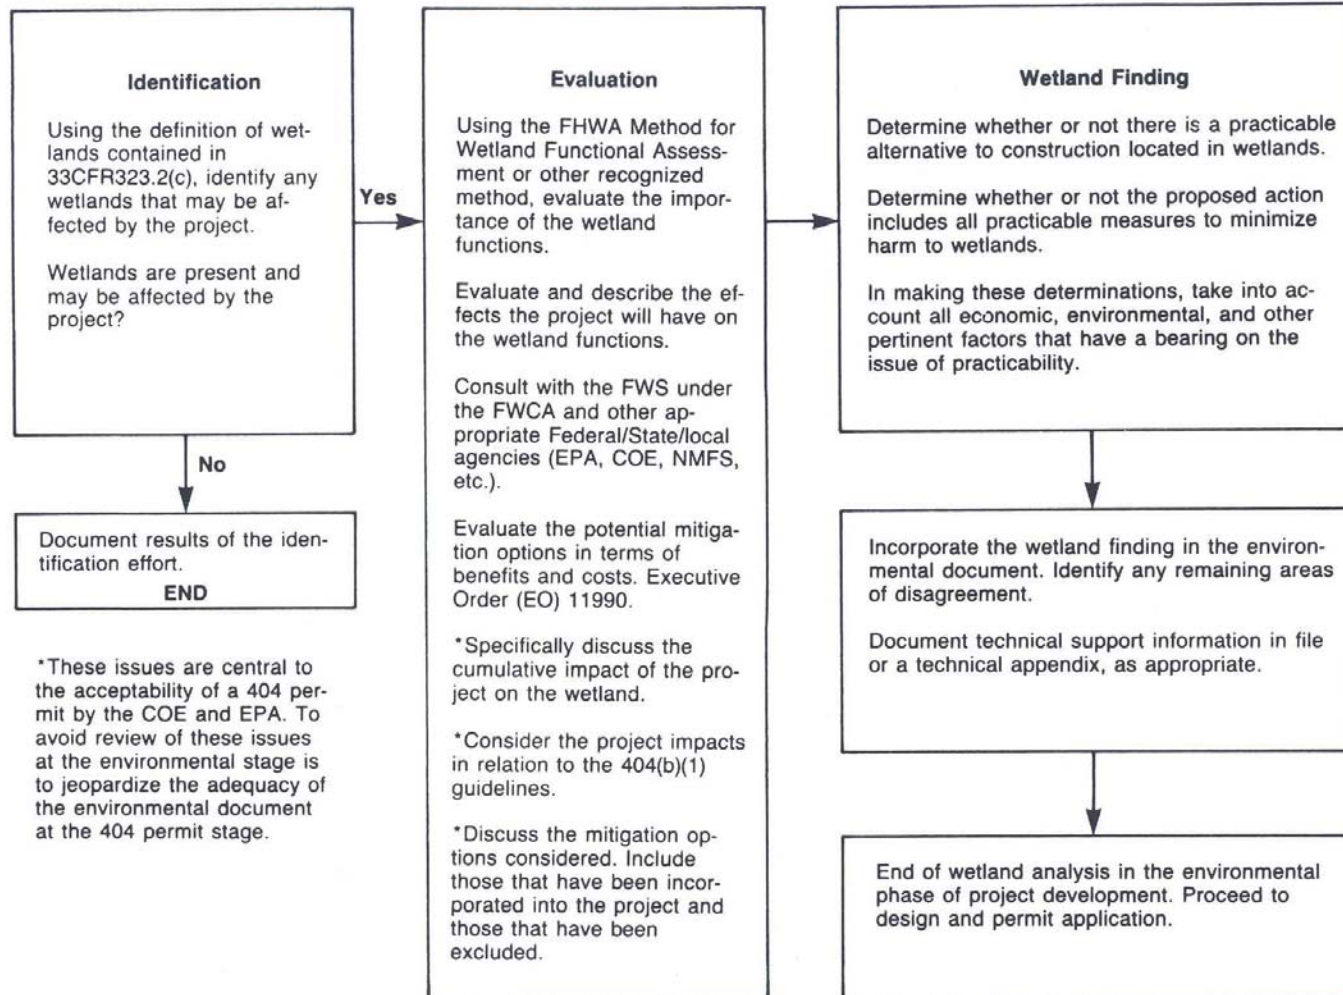 Identification
Using the definition of wet-
lands contained in
33CFR323.2(c), identify any
wetlands that may be af-
fected by the project.
Wetlands are present and
may be affected by the
project?
Yes
No
Document results of the iden-
tification effort.
END
*These issues are central to
the acceptability of a 404 per-
mit by the COE and EPA. To
avoid review of these issues
at the environmental stage is
to jeopardize the adequacy of
the environmental document
at the 404 permit stage.
Evaluation
Using the FHWA Method for
Wetland Functional Assess-
ment or other recognized
method, evaluate the impor-
tance of the wetland
functions.
Evaluate and describe the ef-
fects the project will have on
the wetland functions.
Consult with the FWS under
the FWCA and other ap-
propriate Federal/State/local
agencies (EPA, COE, NMFS,
etc.).
Evaluate the potential mitiga-
tion options in terms of
benefits and costs. Executive
Order (EO) 11990.
*Specifically discuss the
cumulative impact of the pro-
ject on the wetland.
*Consider the project impacts
in relation to the 404(b)(1)
guidelines.
*Discuss the mitigation op-
tions considered. Include
those that have been incor-
porated into the project and
those that have been
excluded.
Wetland Finding
Determine whether or not there is a practicable
alternative to construction located in wetlands.
Determine whether or not the proposed action
includes all practicable measures to minimize
harm to wetlands.
In making these determinations, take into ac-
count all economic, environmental, and other
pertinent factors that have a bearing on the
issue of practicability.
Incorporate the wetland finding in the environ-
mental document. Identify any remaining areas
of disagreement.
Document technical support information in file
or a technical appendix, as appropriate.
End of wetland analysis in the environmental
phase of project development. Proceed to
design and permit application.